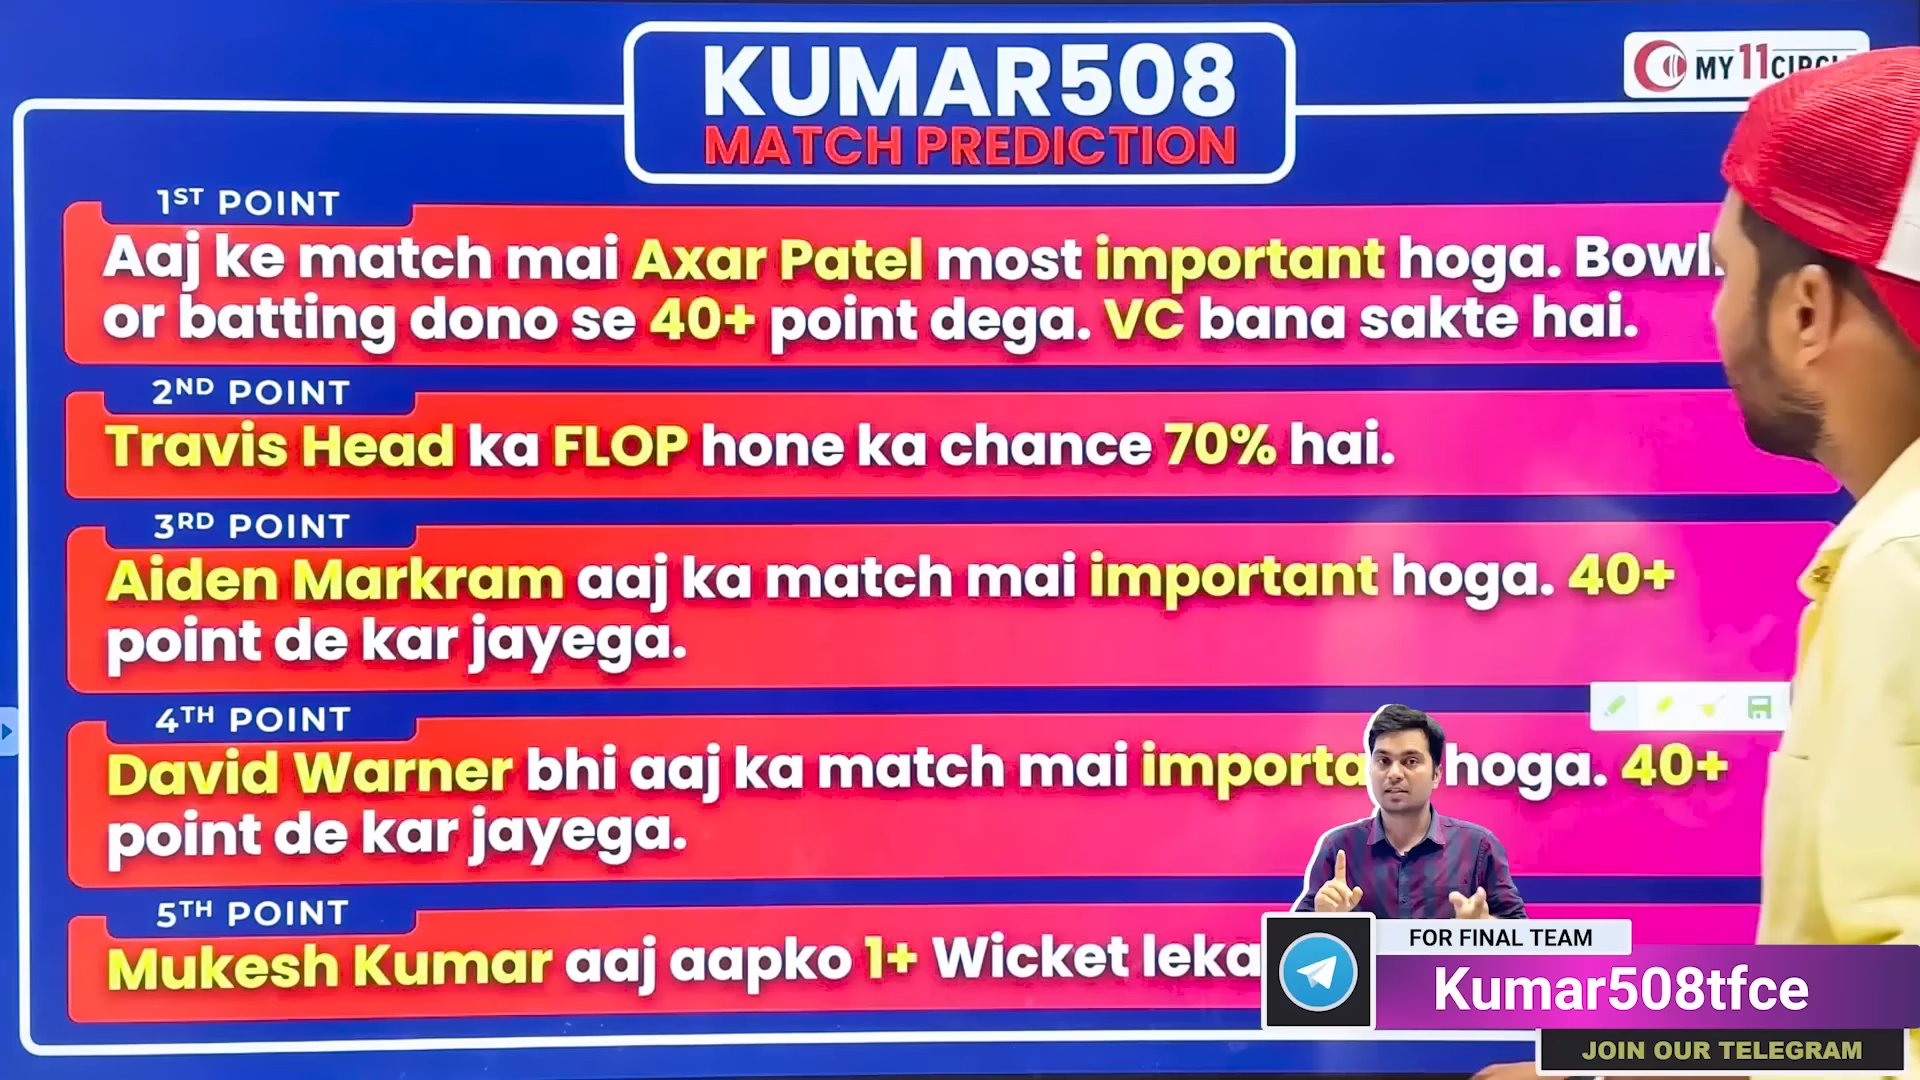 KUMAR508
MATCH PREDICTION
MY11CIRCL
1ST POINT
Aaj ke match mai Axar Patel most important hoga.
or batting dono se 40+ point dega. VC bana sakte hai.
2ND POINT
Travis Head ka FLOP hone ka chance 70% hai.
3RD POINT
Aiden Markram aaj ka match mai important hoga. 40+
point de kar jayega.
4TH POINT
David Warner bhi aaj ka match mai hoga. 40+
point de kar jayega.
5TH POINT
Mukesh Kumar aaj aapko 1+ Wicket
FOR FINAL TEAM
Kumar508tfce
JOIN OUR TELEGRAM